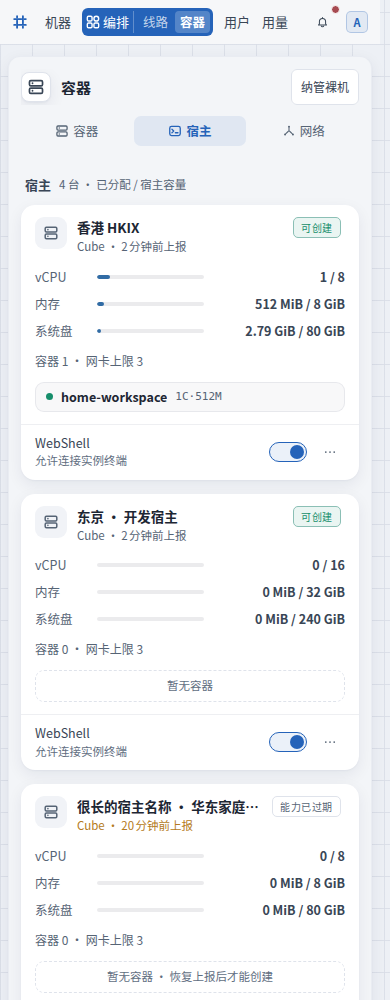 机器 编排 线路 容器 用户 用量 A
容器 纳管裸机
容器 宿主 网络
宿主 4 台 · 已分配 / 宿主容量
香港 HKIX 可创建
Cube · 2分钟前上报
vCPU 1 / 8
内存 512 MiB / 8 GiB
系统盘 2.79 GiB / 80 GiB
容器 1 · 网卡上限 3
home-workspace 1C·512M
WebShell
允许连接实例终端
···
东京 · 开发宿主 可创建
Cube · 2分钟前上报
vCPU 0 / 16
内存 0 MiB / 32 GiB
系统盘 0 MiB / 240 GiB
容器 0 · 网卡上限 3
暂无容器
WebShell
允许连接实例终端
···
很长的宿主名称 · 华东家庭… 能力已过期
Cube · 20分钟前上报
vCPU 0 / 8
内存 0 MiB / 8 GiB
系统盘 0 MiB / 80 GiB
容器 0 · 网卡上限 3
暂无容器 · 恢复上报后才能创建